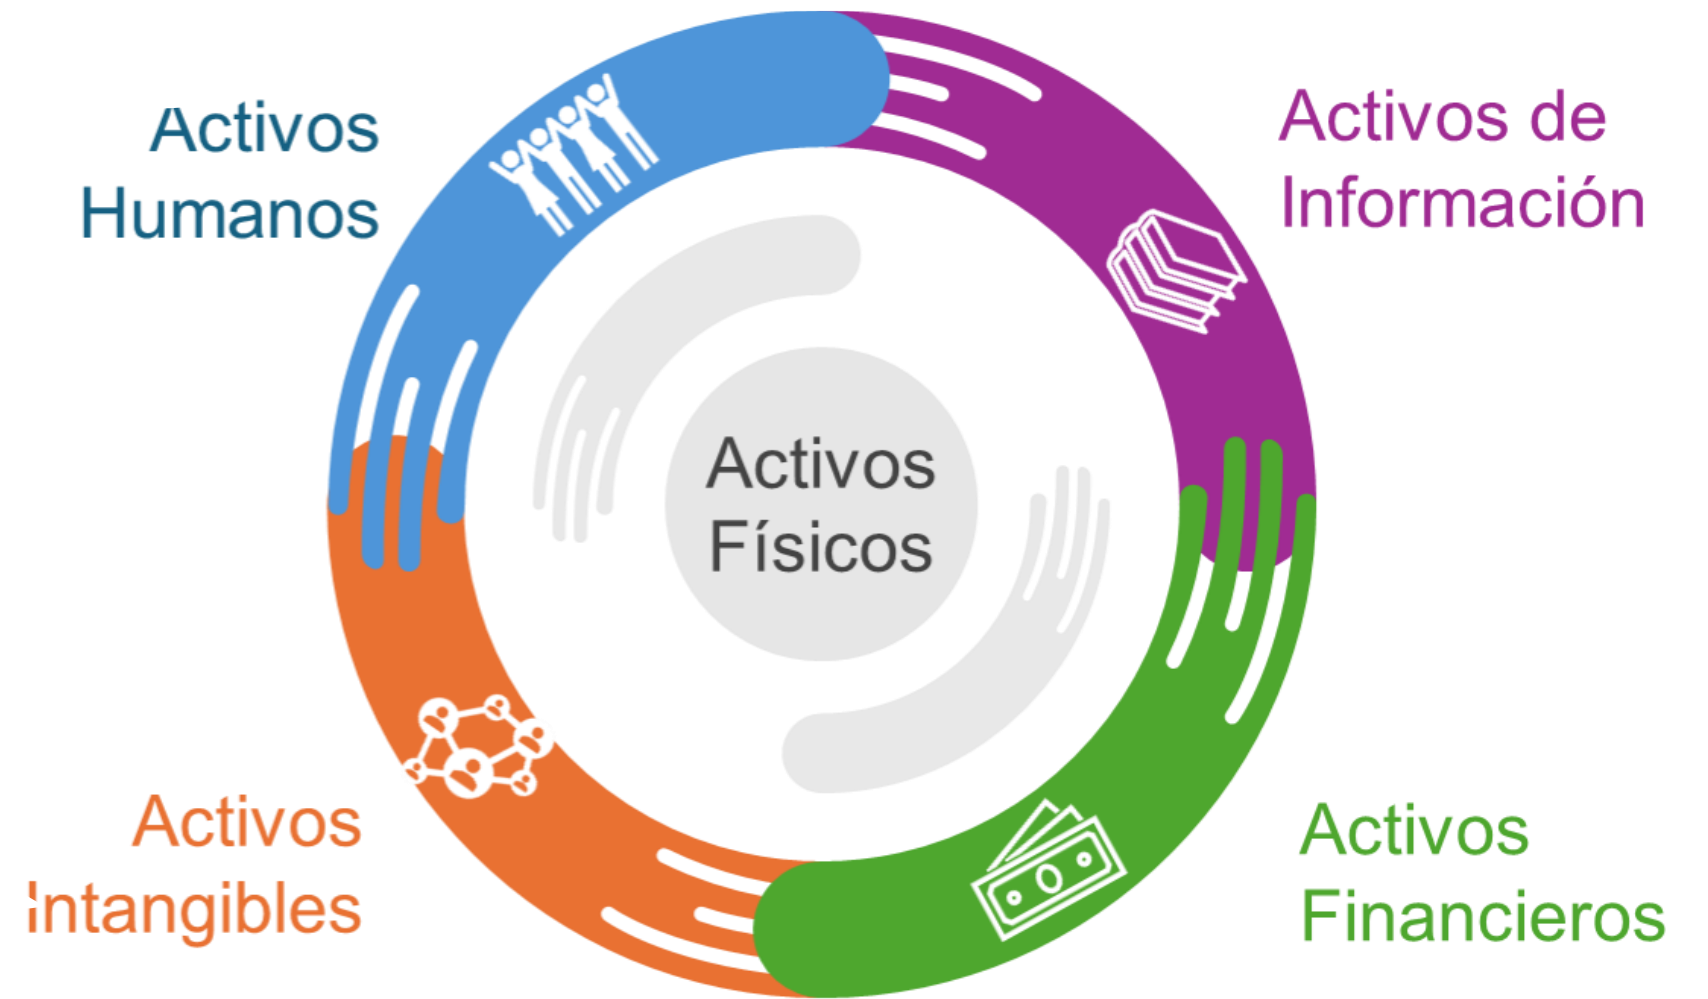 Activos
Humanos
Activos de
Información
Activos
Físicos
Activos
Intangibles
Activos
Financieros